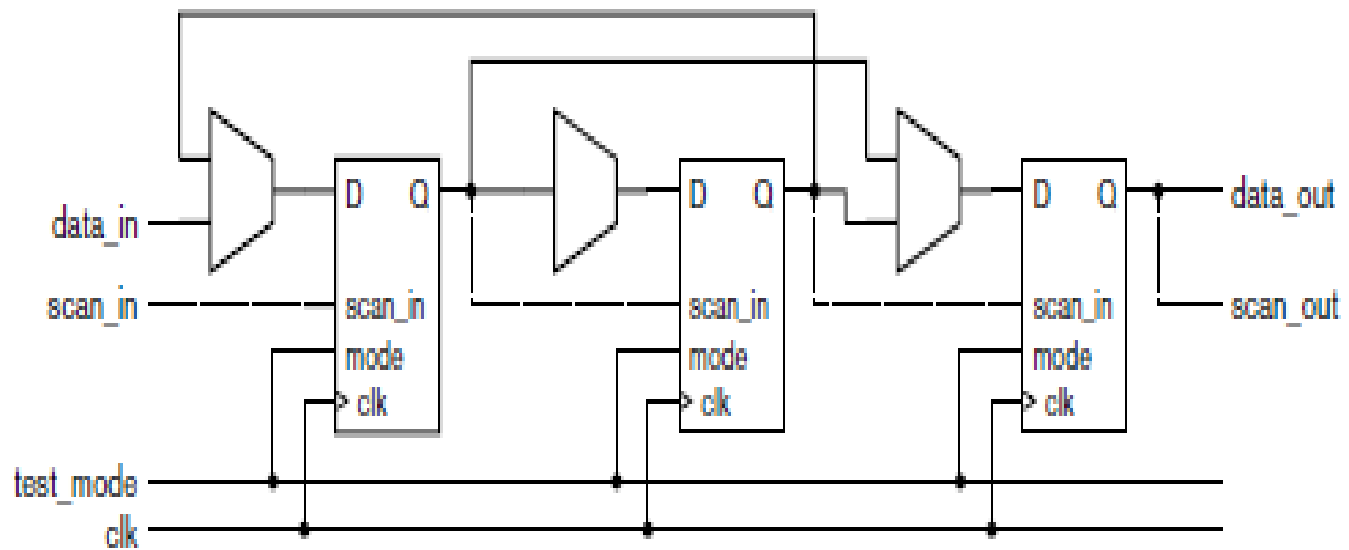 D Q
D Q
D Q
data_out
data_in
scan_in
scan_in
scan_in
scan_in
scan_out
mode
mode
mode
clk
clk
clk
test_mode
clk